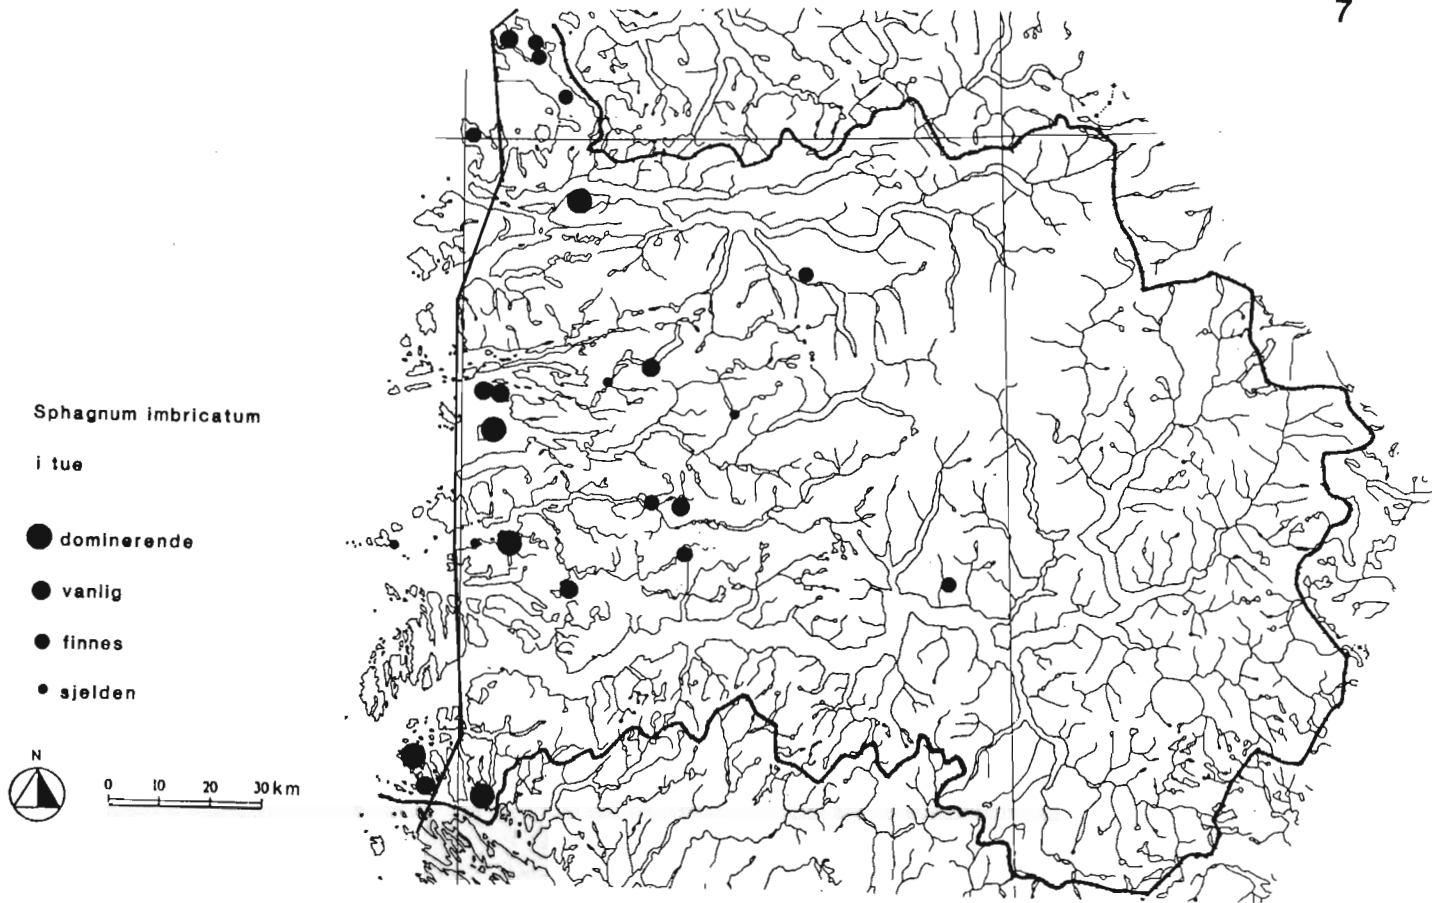 7
Sphagnum imbricatum
i tue
dominerende
vanlig
finnes
sjelden
N
0 10 20 30 km